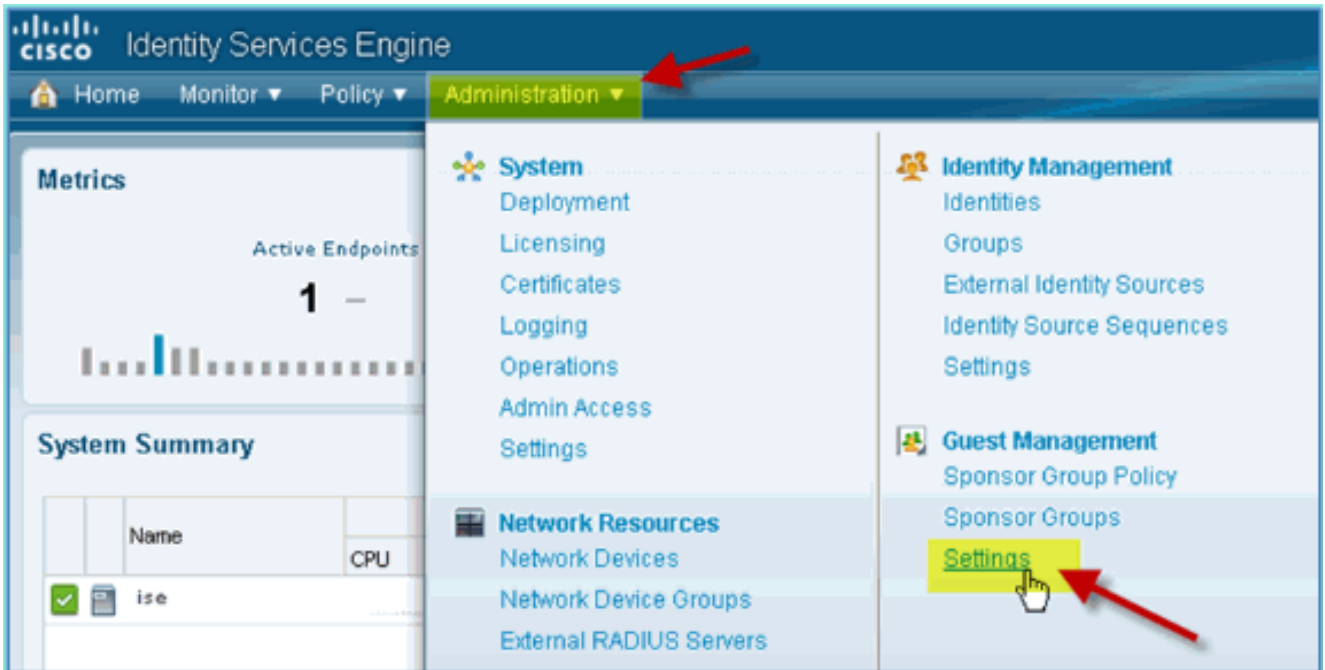 CISCO Identity Services Engine
Home Monitor ▼ Policy ▼ Administration ▼
Metrics
Active Endpoints
1 –
System Summary
Name
CPU
ise
System
Deployment
Licensing
Certificates
Logging
Operations
Admin Access
Settings
Network Resources
Network Devices
Network Device Groups
External RADIUS Servers
Identity Management
Identities
Groups
External Identity Sources
Identity Source Sequences
Settings
Guest Management
Sponsor Group Policy
Sponsor Groups
Settings